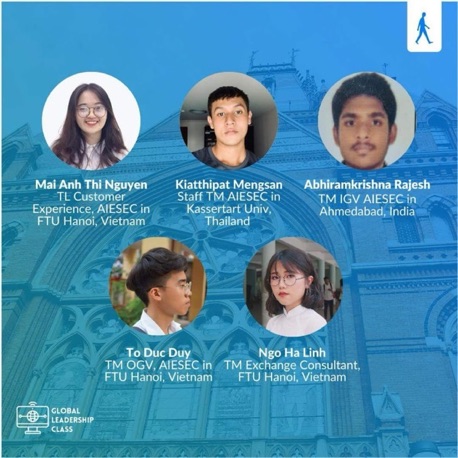 Mai Anh Thi Nguyen
TL Customer
Experience, AIESEC in
FTU Hanoi, Vietnam
Kiatthipat Mengsan
Staff TM AIESEC in
Kassertart Univ,
Thailand
Abhiramkrishna Rajesh
TM IGV AIESEC in
Ahmedabad, India
To Duc Duy
TM OGV, AIESEC in
FTU Hanoi, Vietnam
Ngo Ha Linh
TM Exchange Consultant,
FTU Hanoi, Vietnam
GLOBAL
LEADERSHIP
CLASS